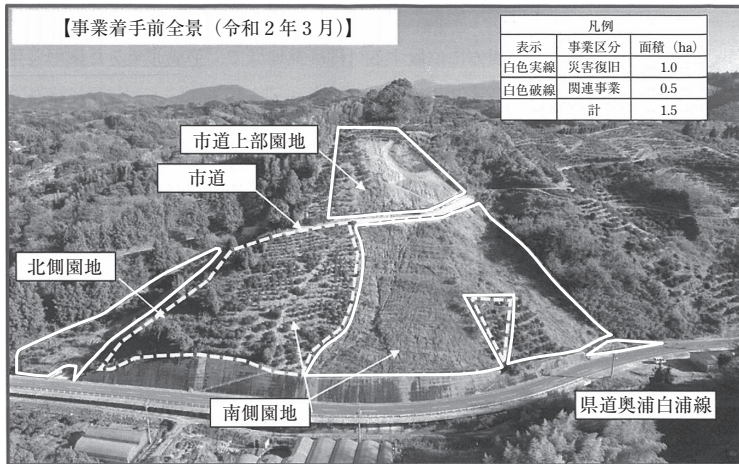 【事業着手前全景（令和２年３月）】
凡例
表示 事業区分 面積（ha）
白色実線 災害復旧 1.0
白色破線 関連事業 0.5
計 1.5
市道上部園地
市道
北側園地
南側園地
県道奥浦白浦線